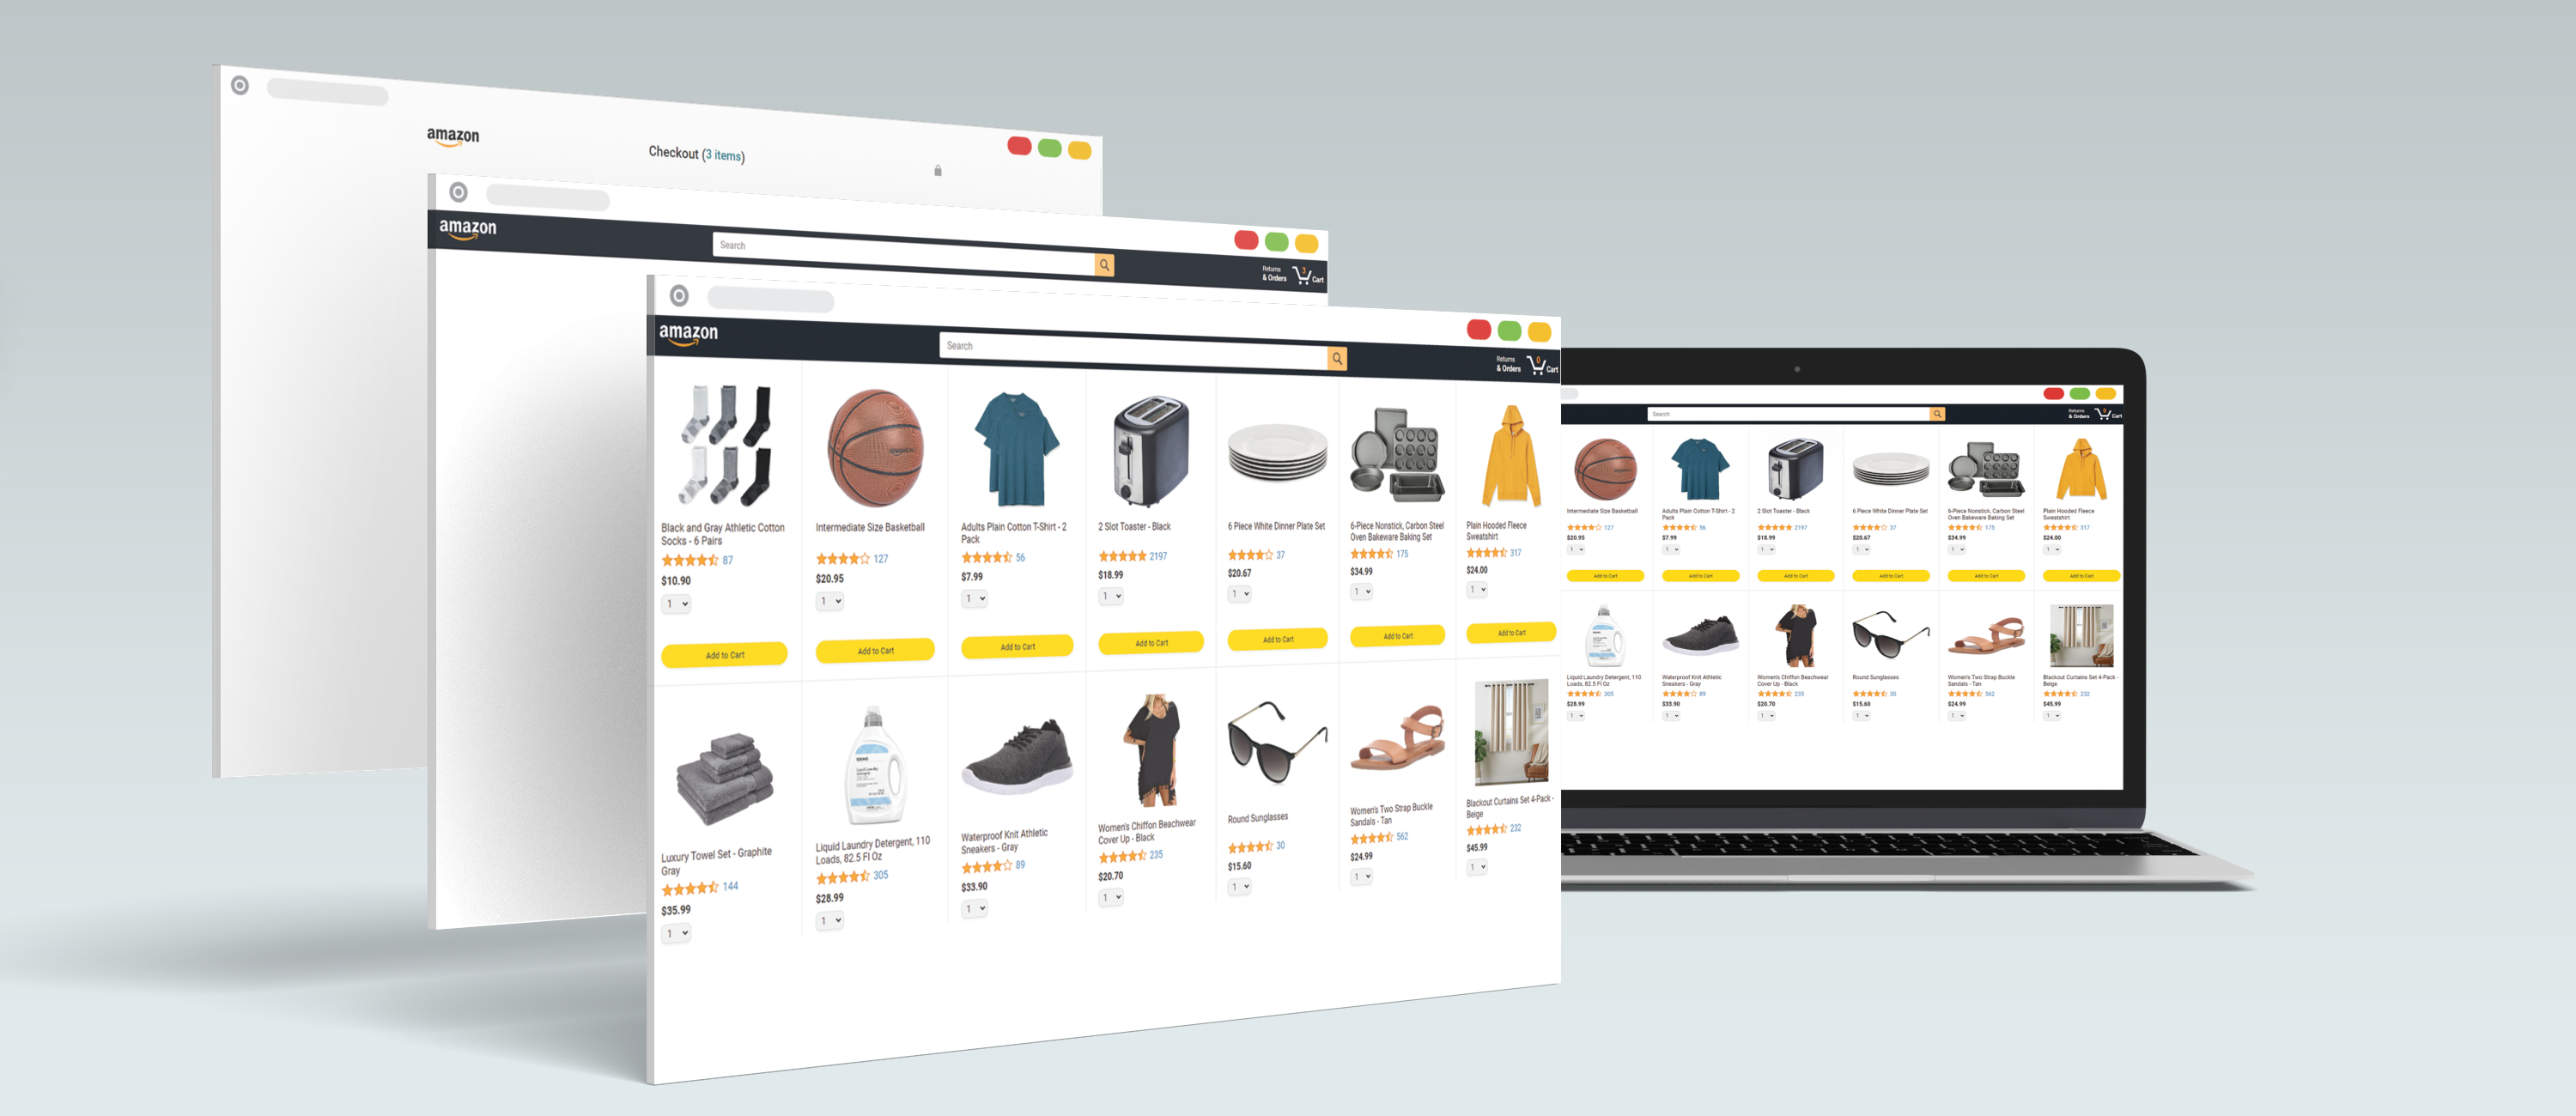 amazon
Checkout (3 items)
amazon
Search
Returns
& Orders
3
Cart
amazon
Search
Returns
& Orders
0
Cart
Black and Gray Athletic Cotton
Socks - 6 Pairs
87
$10.90
1
Add to Cart
Intermediate Size Basketball
127
$20.95
1
Add to Cart
Adults Plain Cotton T-Shirt - 2
Pack
56
$7.99
1
Add to Cart
2 Slot Toaster - Black
2197
$18.99
1
Add to Cart
6 Piece White Dinner Plate Set
37
$20.67
1
Add to Cart
6-Piece Nonstick, Carbon Steel
Oven Bakeware Baking Set
175
$34.99
1
Add to Cart
Plain Hooded Fleece
Sweatshirt
317
$24.00
1
Add to Cart
Luxury Towel Set - Graphite
Gray
144
$35.99
1
Liquid Laundry Detergent, 110
Loads, 82.5 Fl Oz
305
$28.99
1
Waterproof Knit Athletic
Sneakers - Gray
89
$33.90
1
Women's Chiffon Beachwear
Cover Up - Black
235
$20.70
1
Round Sunglasses
30
$15.60
1
Women's Two Strap Buckle
Sandals - Tan
562
$24.99
1
Blackout Curtains Set 4-Pack -
Beige
232
$45.99
1
Search
Returns
& Orders
0
Cart
Intermediate Size Basketball
127
$20.95
1
Add to Cart
Adults Plain Cotton T-Shirt - 2
Pack
56
$7.99
1
Add to Cart
2 Slot Toaster - Black
2197
$18.99
1
Add to Cart
6 Piece White Dinner Plate Set
37
$20.67
1
Add to Cart
6-Piece Nonstick, Carbon Steel
Oven Bakeware Baking Set
175
$34.99
1
Add to Cart
Plain Hooded Fleece
Sweatshirt
317
$24.00
1
Add to Cart
Liquid Laundry Detergent, 110
Loads, 82.5 Fl Oz
305
$28.99
1
Waterproof Knit Athletic
Sneakers - Gray
89
$33.90
1
Women's Chiffon Beachwear
Cover Up - Black
235
$20.70
1
Round Sunglasses
30
$15.60
1
Women's Two Strap Buckle
Sandals - Tan
562
$24.99
1
Blackout Curtains Set 4-Pack -
Beige
232
$45.99
1